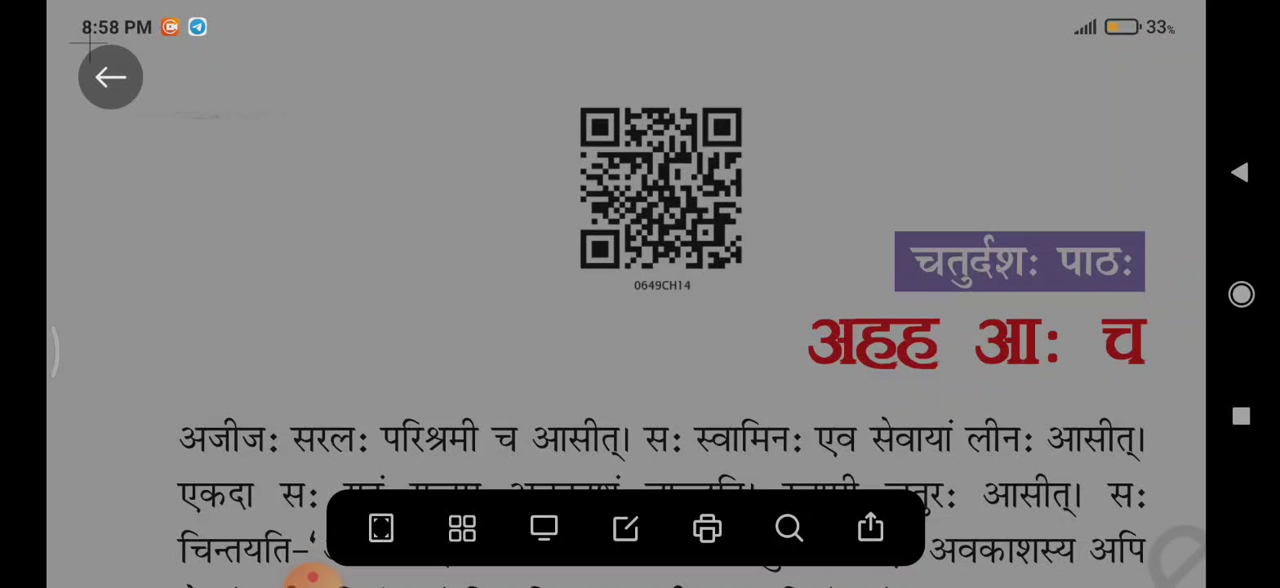 8:58 PM
33%
0649CH14
चतुर्दशः पाठः
अहह आः च
अजीजः सरलः परिश्रमी च आसीत्। सः स्वामिनः एव सेवायां लीनः आसीत्।
एकदा सः आसीत्। सः
चिन्तयति–‘ अवकाशस्य अपि